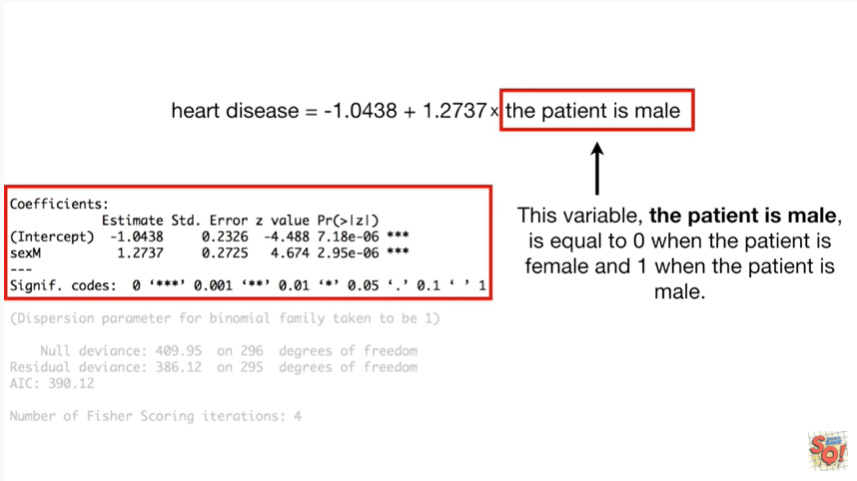 heart disease = -1.0438 + 1.2737 x the patient is male
This variable, the patient is male,
is equal to 0 when the patient is
female and 1 when the patient is
male.
Coefficients:
Estimate Std. Error z value Pr(>|z|)
(Intercept) -1.0438 0.2326 -4.488 7.18e-06 ***
sexM 1.2737 0.2725 4.674 2.95e-06 ***
---
Signif. codes: 0 ‘***’ 0.001 ‘**’ 0.01 ‘*’ 0.05 ‘.’ 0.1 ‘ ’ 1
(Dispersion parameter for binomial family taken to be 1)
Null deviance: 409.95 on 296 degrees of freedom
Residual deviance: 386.12 on 295 degrees of freedom
AIC: 390.12
Number of Fisher Scoring iterations: 4
SQ!